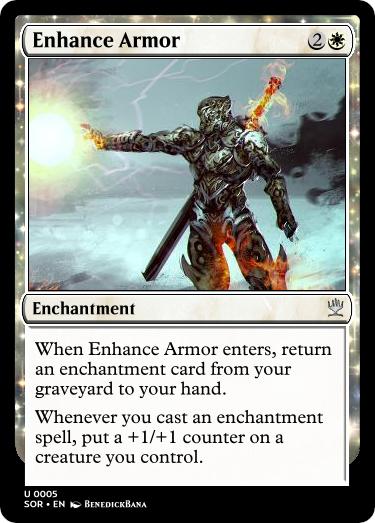 Enhance Armor 2
Enchantment
When Enhance Armor enters, return
an enchantment card from your
graveyard to your hand.
Whenever you cast an enchantment
spell, put a +1/+1 counter on a
creature you control.
U 0005
SOR • EN BenedickBana